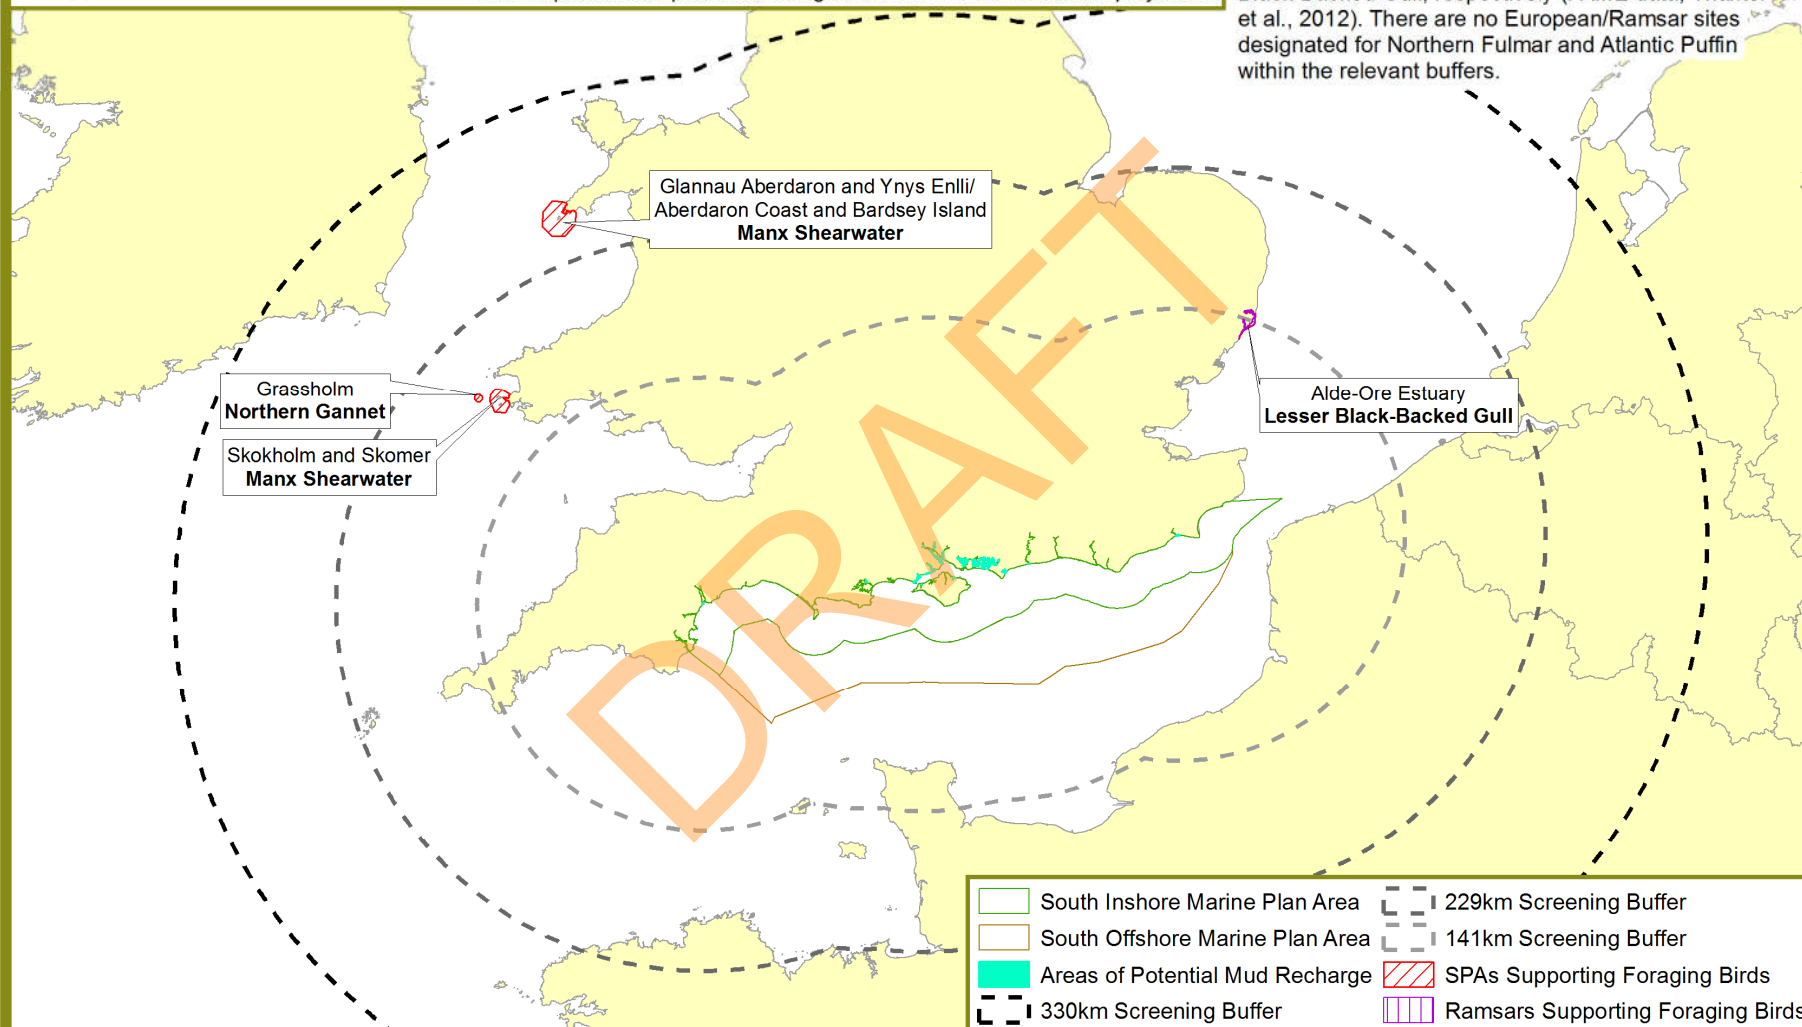 et al., 2012). There are no European/Ramsar sites
designated for Northern Fulmar and Atlantic Puffin
within the relevant buffers.
Glannau Aberdaron and Ynys Enlli/
Aberdaron Coast and Bardsey Island
Manx Shearwater
Grassholm
Northern Gannet
Skokholm and Skomer
Manx Shearwater
Alde-Ore Estuary
Lesser Black-Backed Gull
DRAFT
South Inshore Marine Plan Area
South Offshore Marine Plan Area
Areas of Potential Mud Recharge
330km Screening Buffer
229km Screening Buffer
141km Screening Buffer
SPAs Supporting Foraging Birds
Ramsars Supporting Foraging Birds